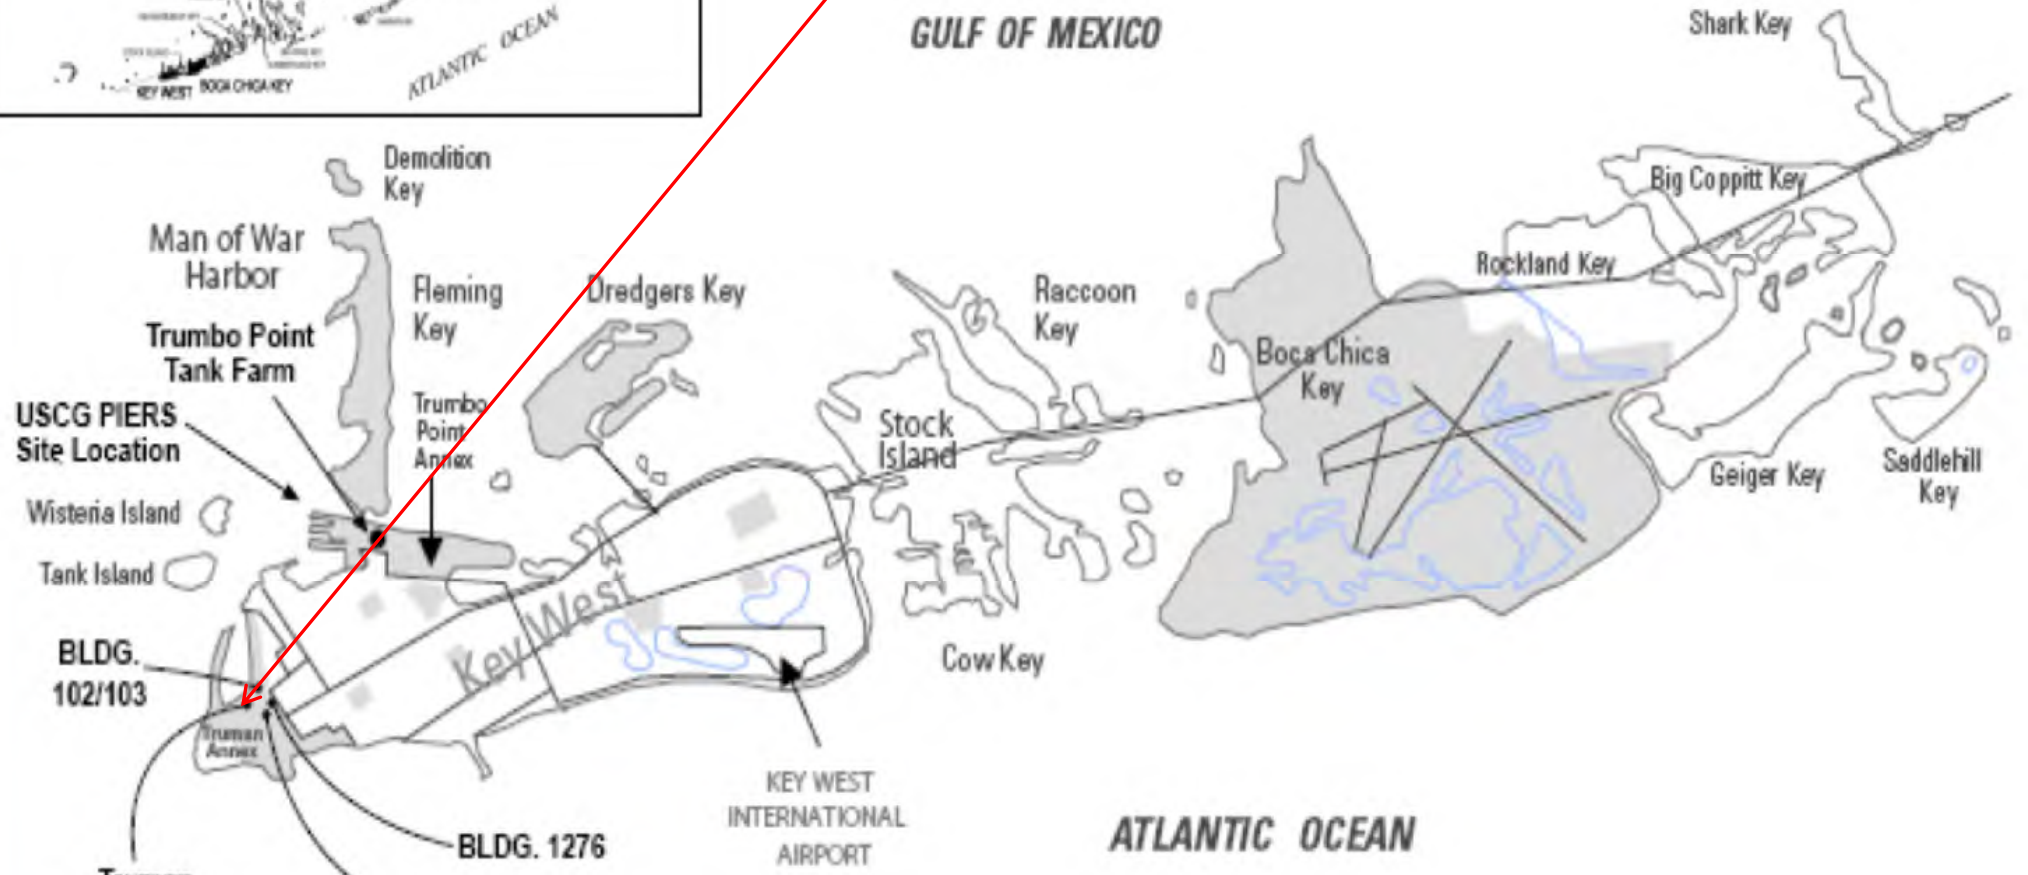 ATLANTIC OCEAN
KEY WEST
BOCA CHICA KEY
GULF OF MEXICO
Shark Key
Demolition
Key
Big Coppitt Key
Man of War
Harbor
Rockland Key
Fleming
Key
Dredgers Key
Raccoon
Key
Trumbo Point
Tank Farm
Boca Chica
Key
USCG PIERS
Site Location
Trumbo
Point
Annex
Stock
Island
Geiger Key
Saddlehill
Key
Wisteria Island
Tank Island
Key West
BLDG.
102/103
Cow Key
Truman
Annex
KEY WEST
INTERNATIONAL
AIRPORT
BLDG. 1276
ATLANTIC OCEAN